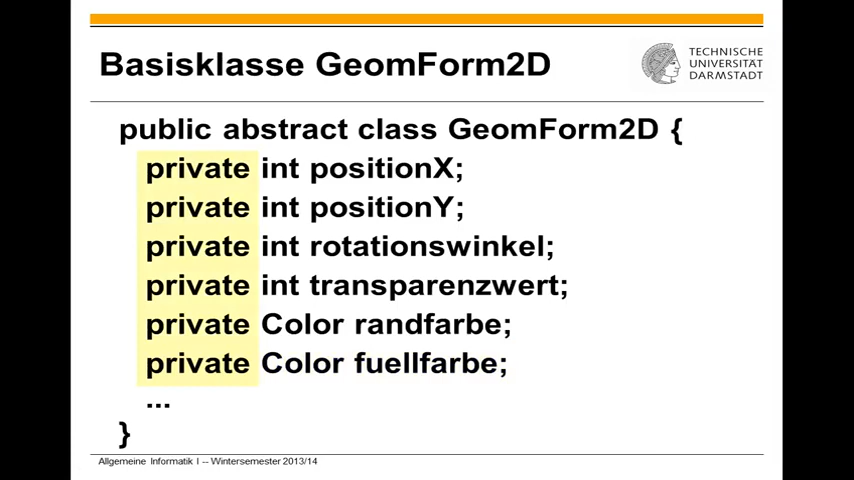 Basisklasse GeomForm2D
TECHNISCHE
UNIVERSITÄT
DARMSTADT
public abstract class GeomForm2D {
private int positionX;
private int positionY;
private int rotationswinkel;
private int transparenzwert;
private Color randfarbe;
private Color fuellfarbe;
...
}
Allgemeine Informatik I -- Wintersemester 2013/14